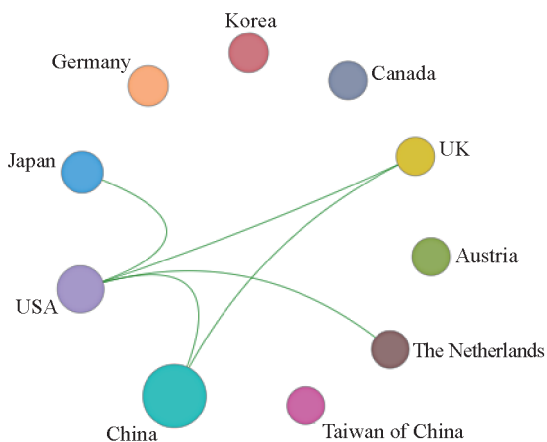 Korea
Germany
Canada
Japan
UK
Austria
USA
The Netherlands
China
Taiwan of China